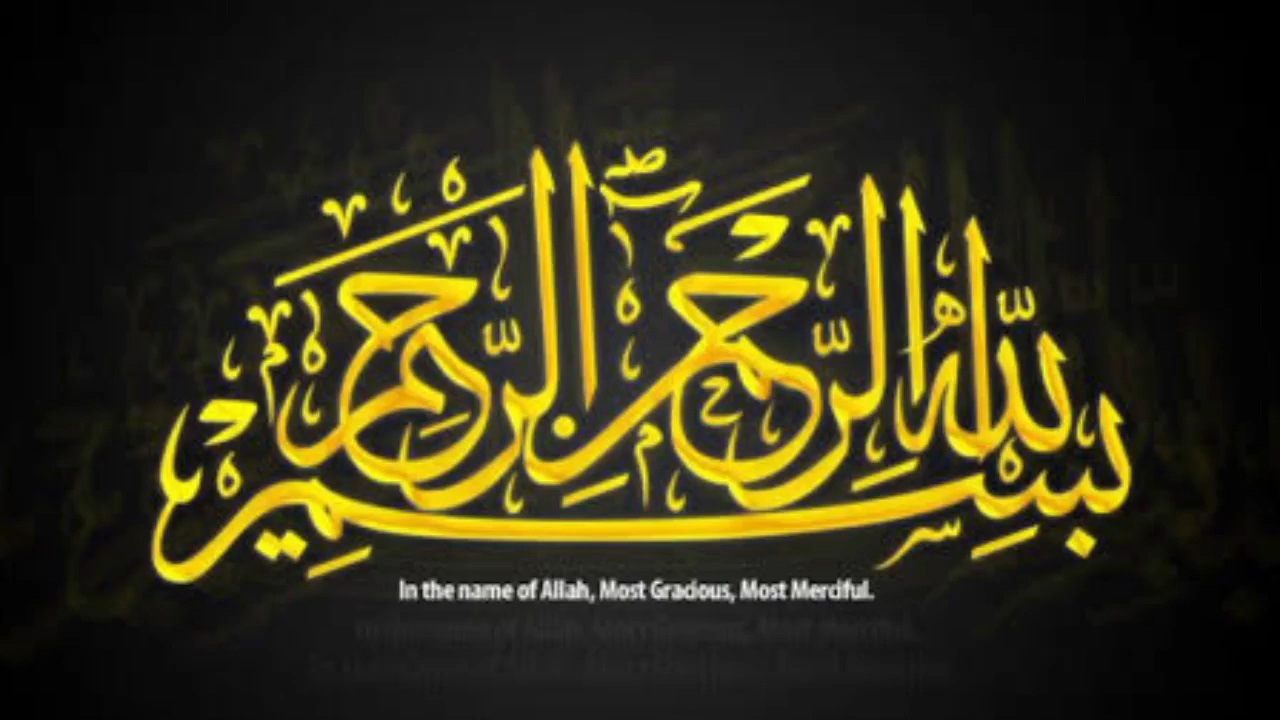 بسم الله الرحمن الرحيم
In the name of Allah, Most Gracious, Most Merciful.